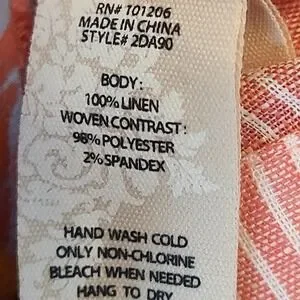 RN# 101206
MADE IN CHINA
STYLE# 2DA90
BODY:
100% LINEN
WOVEN CONTRAST:
98% POLYESTER
2% SPANDEX
HAND WASH COLD
ONLY NON-CHLORINE
BLEACH WHEN NEEDED
HANG TO DRY